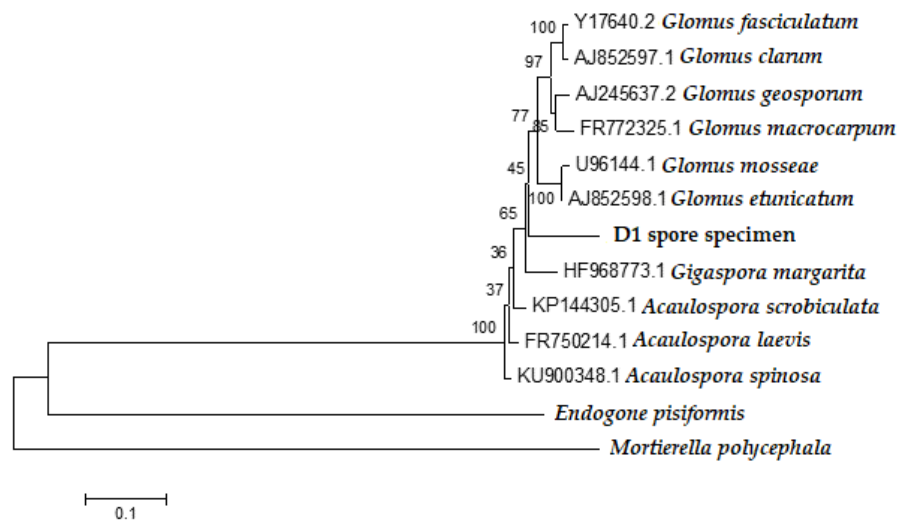 100 Y17640.2 Glomus fasciculatum
AJ852597.1 Glomus clarum
97
AJ245637.2 Glomus geosporum
77
85 FR772325.1 Glomus macrocarpum
45 U96144.1 Glomus mosseae
100 AJ852598.1 Glomus etunicatum
65
D1 spore specimen
36
HF968773.1 Gigaspora margarita
37
KP144305.1 Acaulospora scrobiculata
100
FR750214.1 Acaulospora laevis
KU900348.1 Acaulospora spinosa
Endogone pisiformis
Mortierella polycephala
0.1